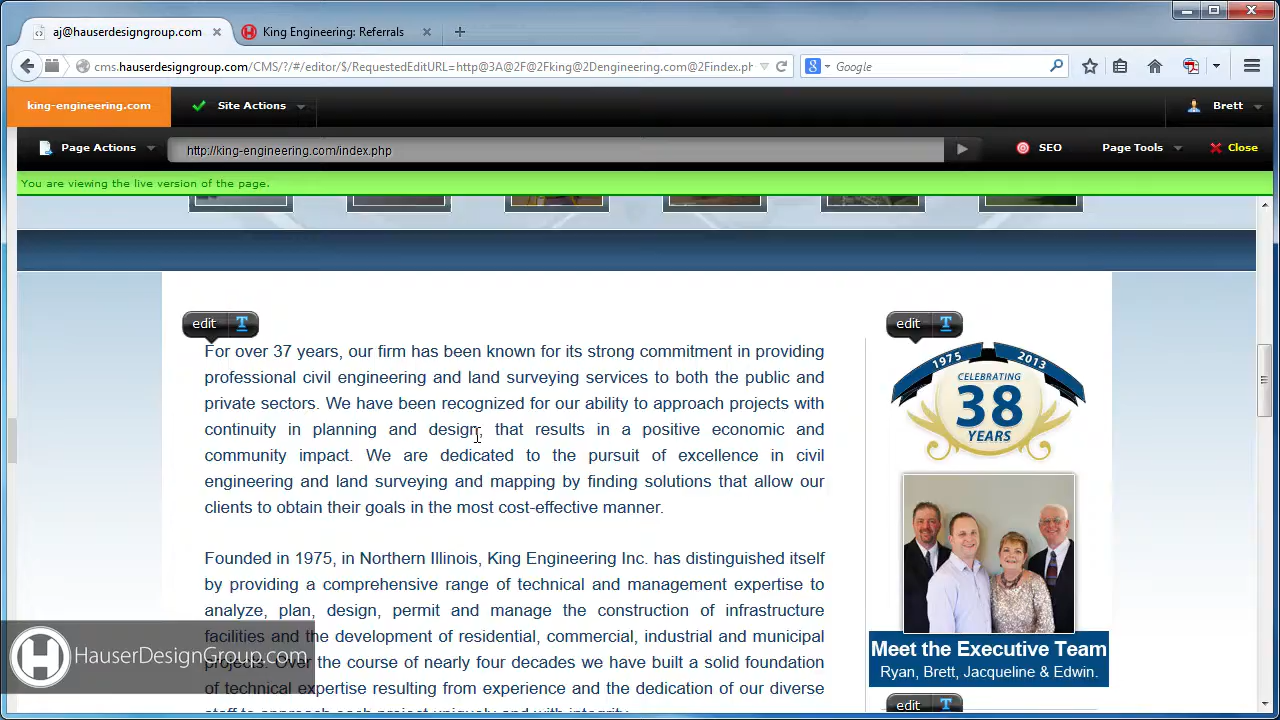 aj@hauserdesigngroup.com
King Engineering: Referrals
cms.hauserdesigngroup.com/CMS/?/#/editor/$/RequestedEditURL=http@3A@2F@2Fking@2Dengineering.com@2Findex.ph
Google
king-engineering.com
Site Actions
Brett
Page Actions
http://king-engineering.com/index.php
SEO
Page Tools
Close
You are viewing the live version of the page.
edit T
For over 37 years, our firm has been known for its strong commitment in providing
professional civil engineering and land surveying services to both the public and
private sectors. We have been recognized for our ability to approach projects with
continuity in planning and design, that results in a positive economic and
community impact. We are dedicated to the pursuit of excellence in civil
engineering and land surveying and mapping by finding solutions that allow our
clients to obtain their goals in the most cost-effective manner.
Founded in 1975, in Northern Illinois, King Engineering Inc. has distinguished itself
by providing a comprehensive range of technical and management expertise to
analyze, plan, design, permit and manage the construction of infrastructure
facilities and the development of residential, commercial, industrial and municipal
projects. Over the course of nearly four decades we have built a solid foundation
of technical expertise resulting from experience and the dedication of our diverse
staff to approach each project uniquely and with integrity.
edit T
1975 2013
CELEBRATING
38
YEARS
Meet the Executive Team
Ryan, Brett, Jacqueline & Edwin.
edit T
H HauserDesignGroup.com